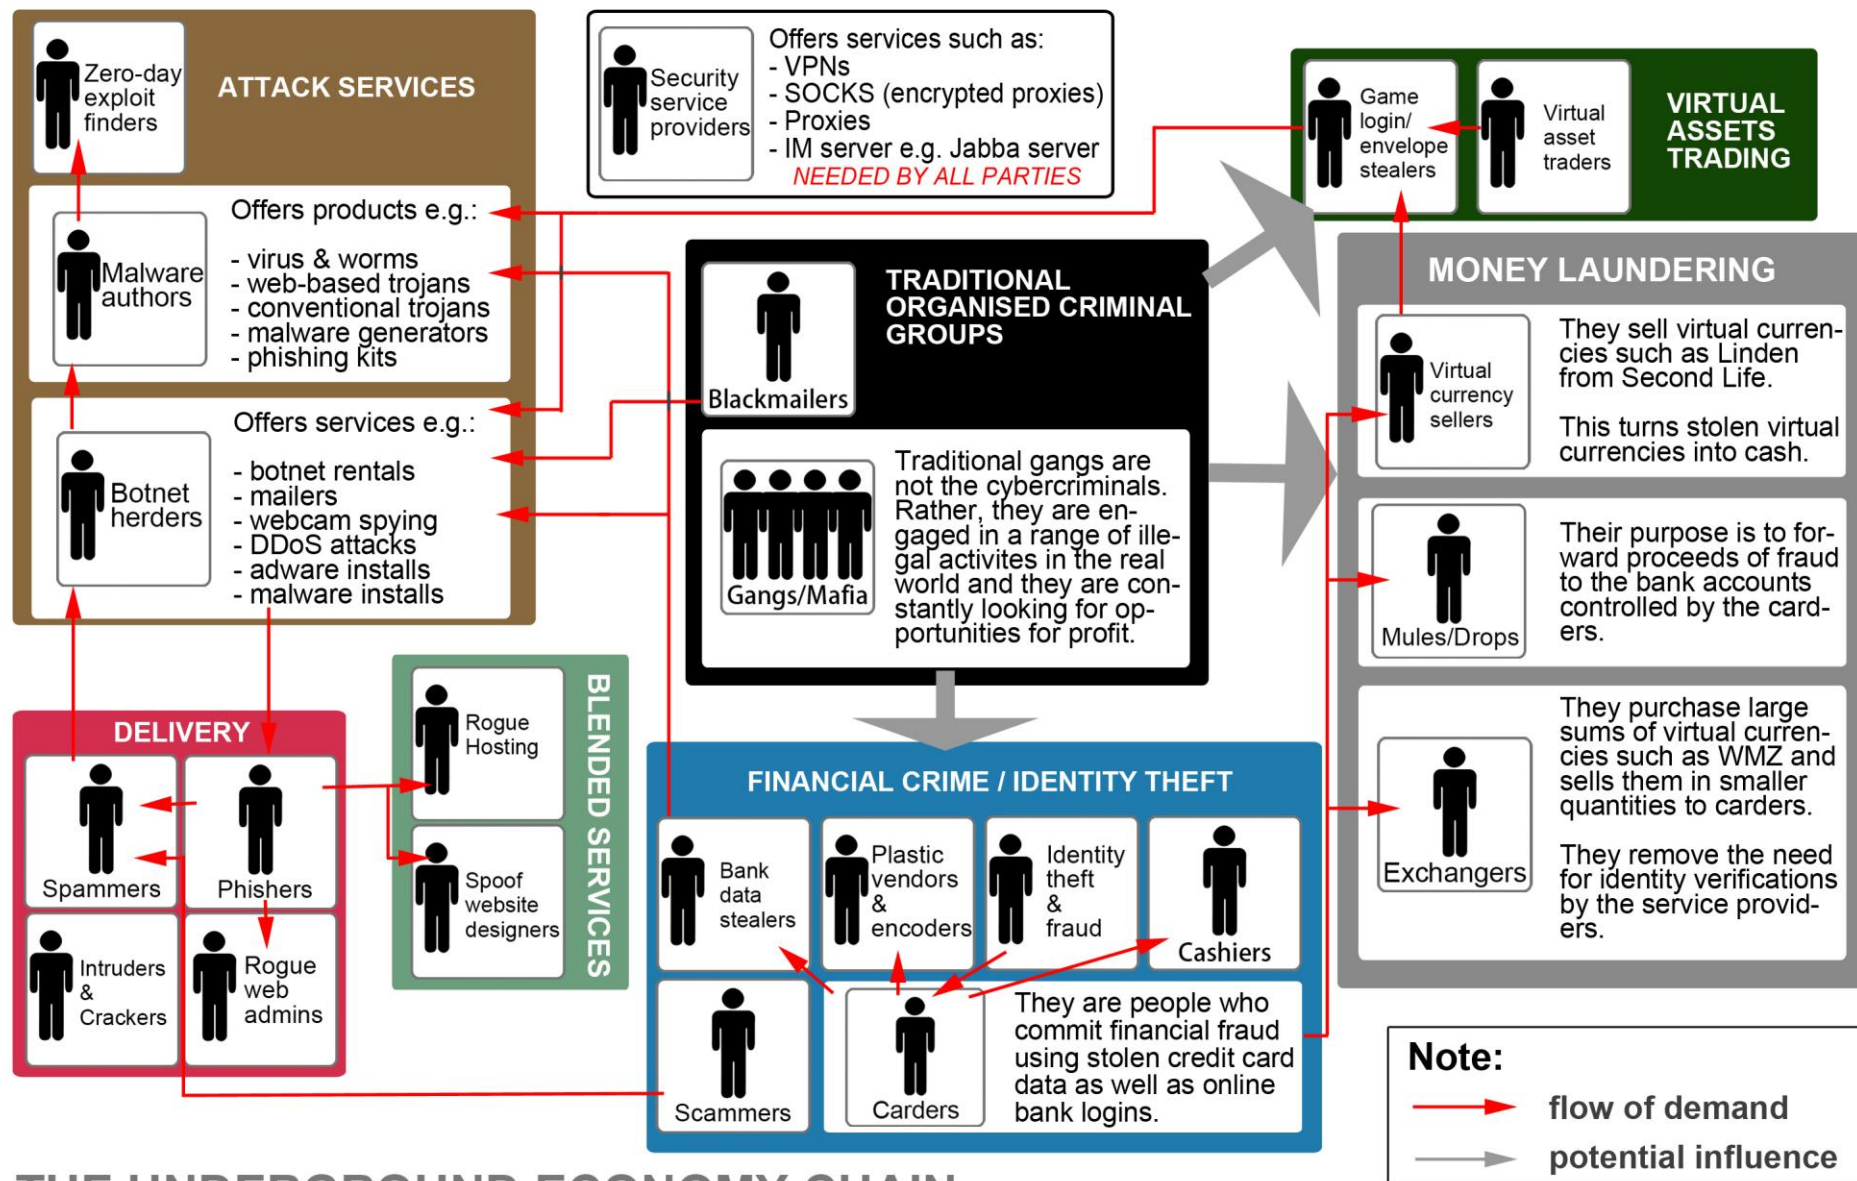 Zero-day
exploit
finders
ATTACK SERVICES
Malware
authors
Offers products e.g.:
- virus & worms
- web-based trojans
- conventional trojans
- malware generators
- phishing kits
Botnet
herders
Offers services e.g.:
- botnet rentals
- mailers
- webcam spying
- DDoS attacks
- adware installs
- malware installs
Security
service
providers
Offers services such as:
- VPNs
- SOCKS (encrypted proxies)
- Proxies
- IM server e.g. Jabba server
NEEDED BY ALL PARTIES
Game
login/
envelope
stealers
Virtual
asset
traders
VIRTUAL
ASSETS
TRADING
Blackmailers
TRADITIONAL
ORGANISED CRIMINAL
GROUPS
Gangs/Mafia
Traditional gangs are
not the cybercriminals.
Rather, they are en-
gaged in a range of ille-
gal activites in the real
world and they are con-
stantly looking for op-
portunities for profit.
MONEY LAUNDERING
Virtual
currency
sellers
They sell virtual curren-
cies such as Linden
from Second Life.
This turns stolen virtual
currencies into cash.
Mules/Drops
Their purpose is to for-
ward proceeds of fraud
to the bank accounts
controlled by the card-
ers.
Exchangers
They purchase large
sums of virtual curren-
cies such as WMZ and
sells them in smaller
quantities to carders.
They remove the need
for identity verifications
by the service provid-
ers.
DELIVERY
Spammers
Phishers
Intruders
&
Crackers
Rogue
web
admins
BLENDED SERVICES
Rogue
Hosting
Spoof
website
designers
FINANCIAL CRIME / IDENTITY THEFT
Bank
data
stealers
Plastic
vendors
&
encoders
Identity
theft
&
fraud
Cashiers
Scammers
Carders
They are people who
commit financial fraud
using stolen credit card
data as well as online
bank logins.
Note:
flow of demand
potential influence
THE UNDERGROUND ECONOMY CHAIN